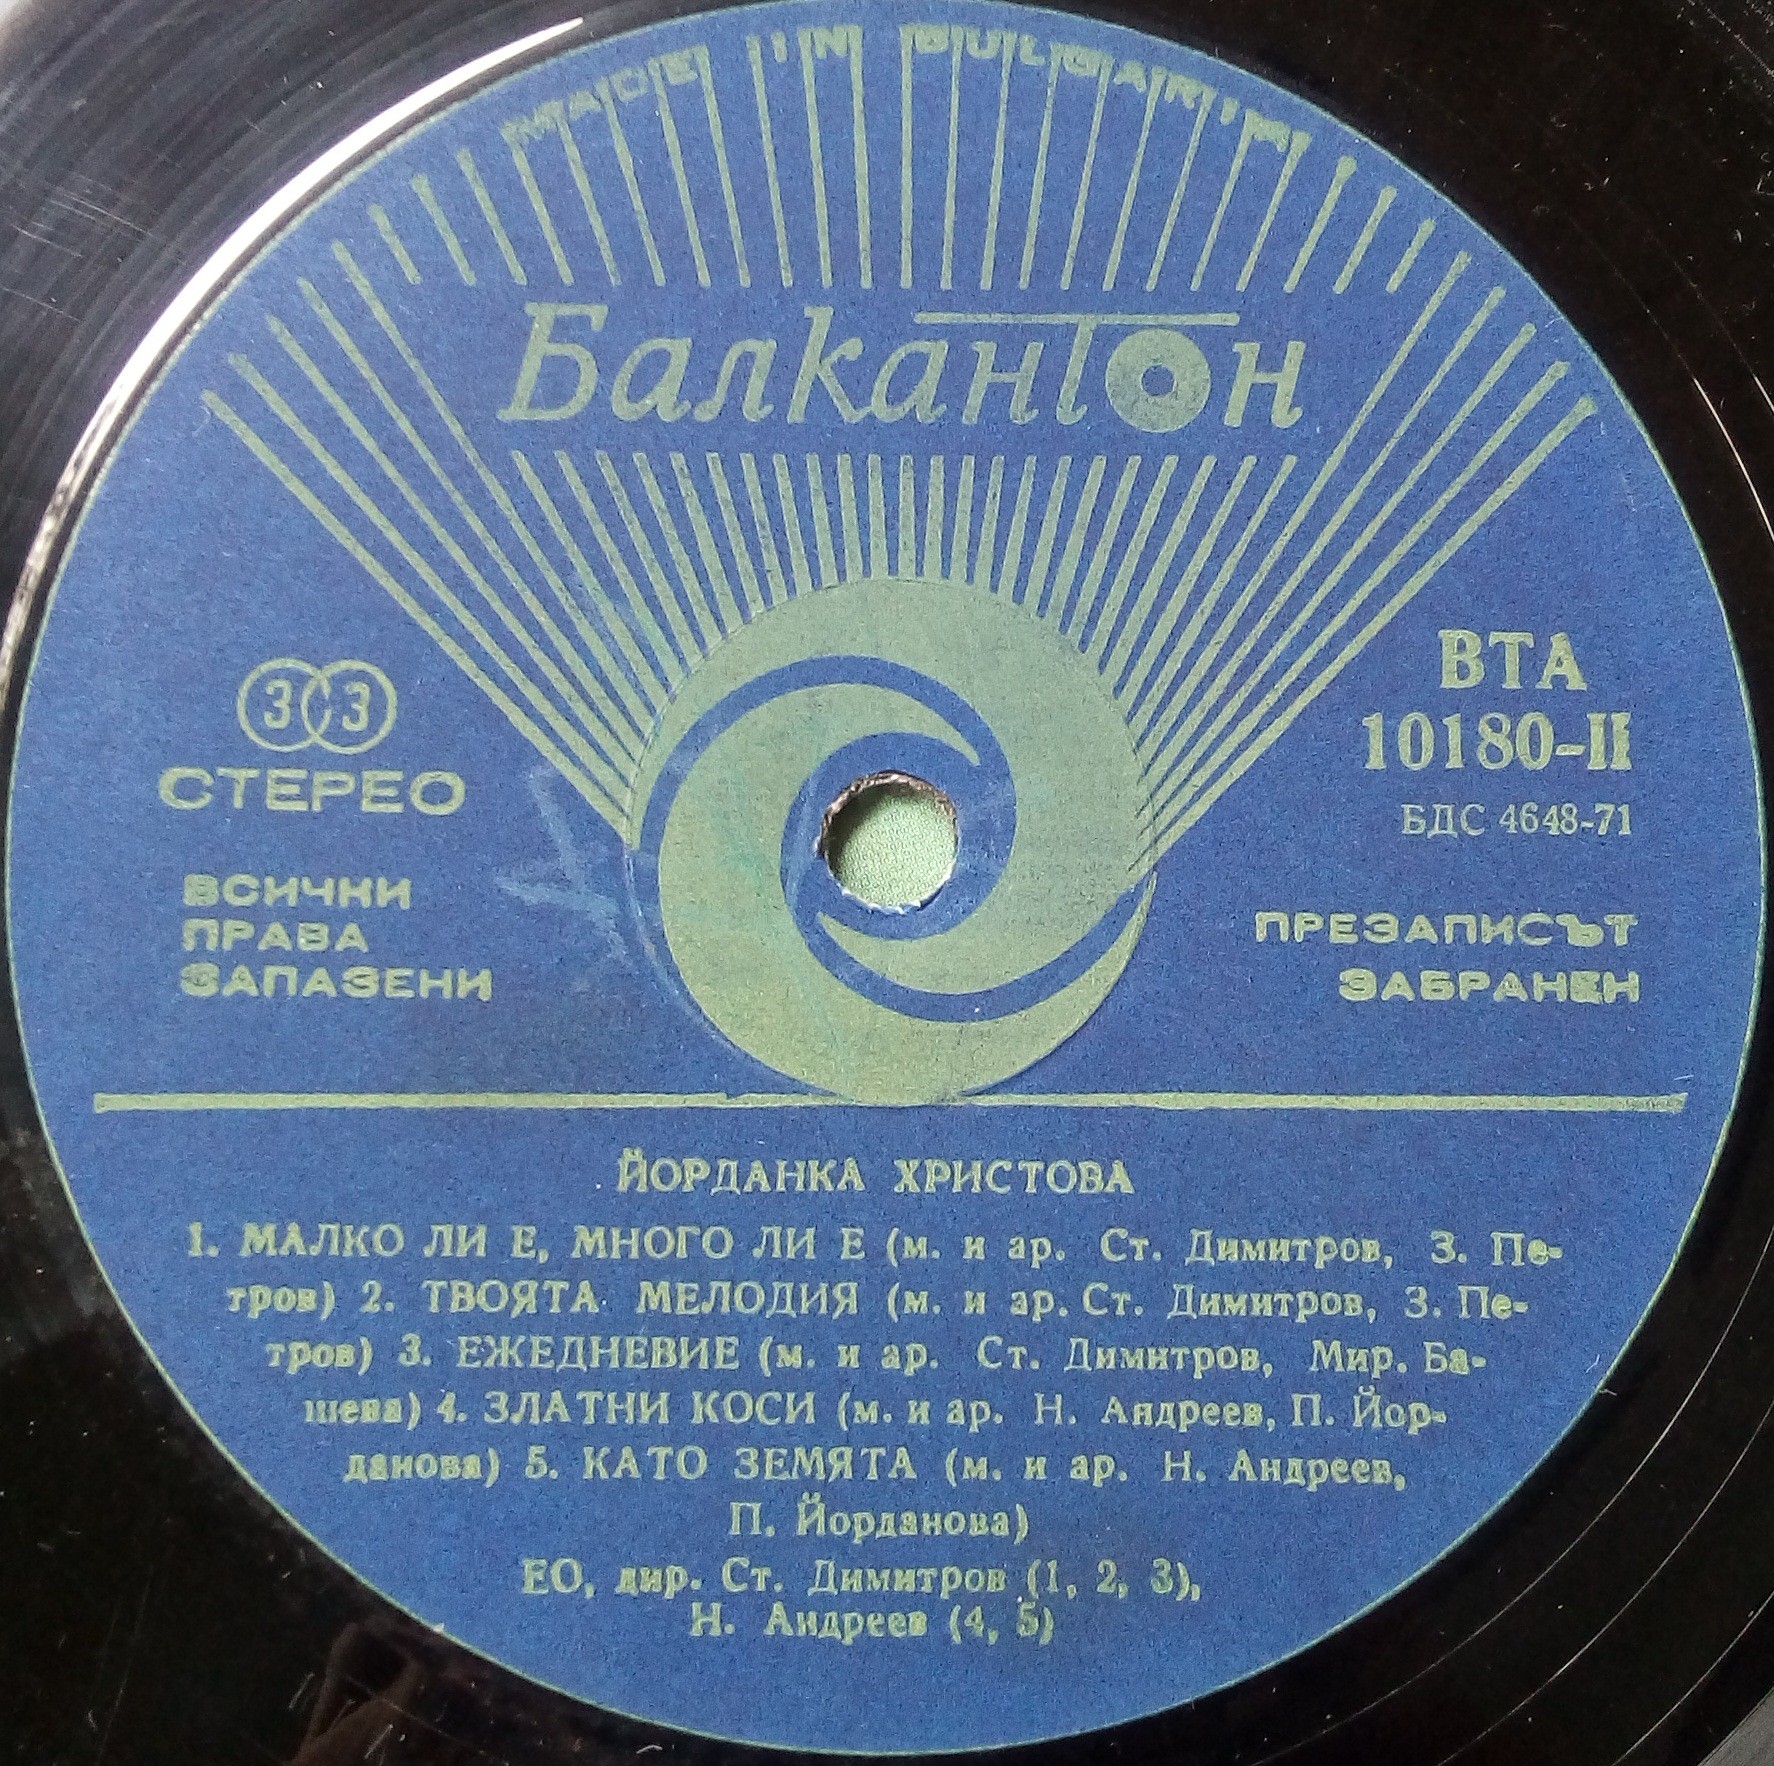 MADE IN BULGARIA
Балкантон
33
СТЕРЕО
ВСИЧКИ
ПРАВА
ЗАПАЗЕНИ
ВТА
10180-II
БДС 4648-71
ПРЕЗАПИСЪТ
ЗАБРАНЕН
ЙОРДАНКА ХРИСТОВА
1. МАЛКО ЛИ Е, МНОГО ЛИ Е (м. и ар. Ст. Димитров, З. Пе-
тров) 2. ТВОЯТА МЕЛОДИЯ (м. и ар. Ст. Димитров, З. Пе-
тров) 3. ЕЖЕДНЕВИЕ (м. и ар. Ст. Димитров, Мир. Ба-
шева) 4. ЗЛАТНИ КОСИ (м. и ар. Н. Андреев, П. Йор-
данова) 5. КАТО ЗЕМЯТА (м. и ар. Н. Андреев,
П. Йорданова)
ЕО, дир. Ст. Димитров (1, 2, 3),
Н. Андреев (4, 5)